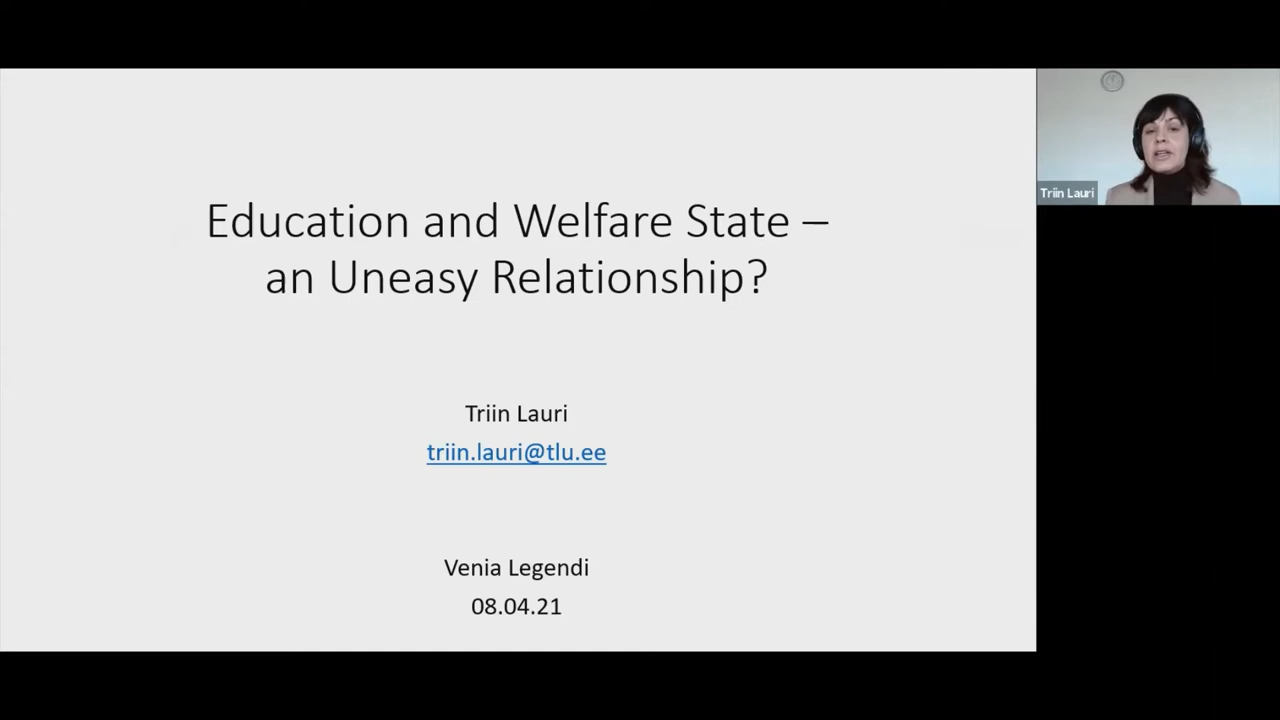 Education and Welfare State –
an Uneasy Relationship?
Triin Lauri
triin.lauri@tlu.ee
Venia Legendi
08.04.21
Triin Lauri